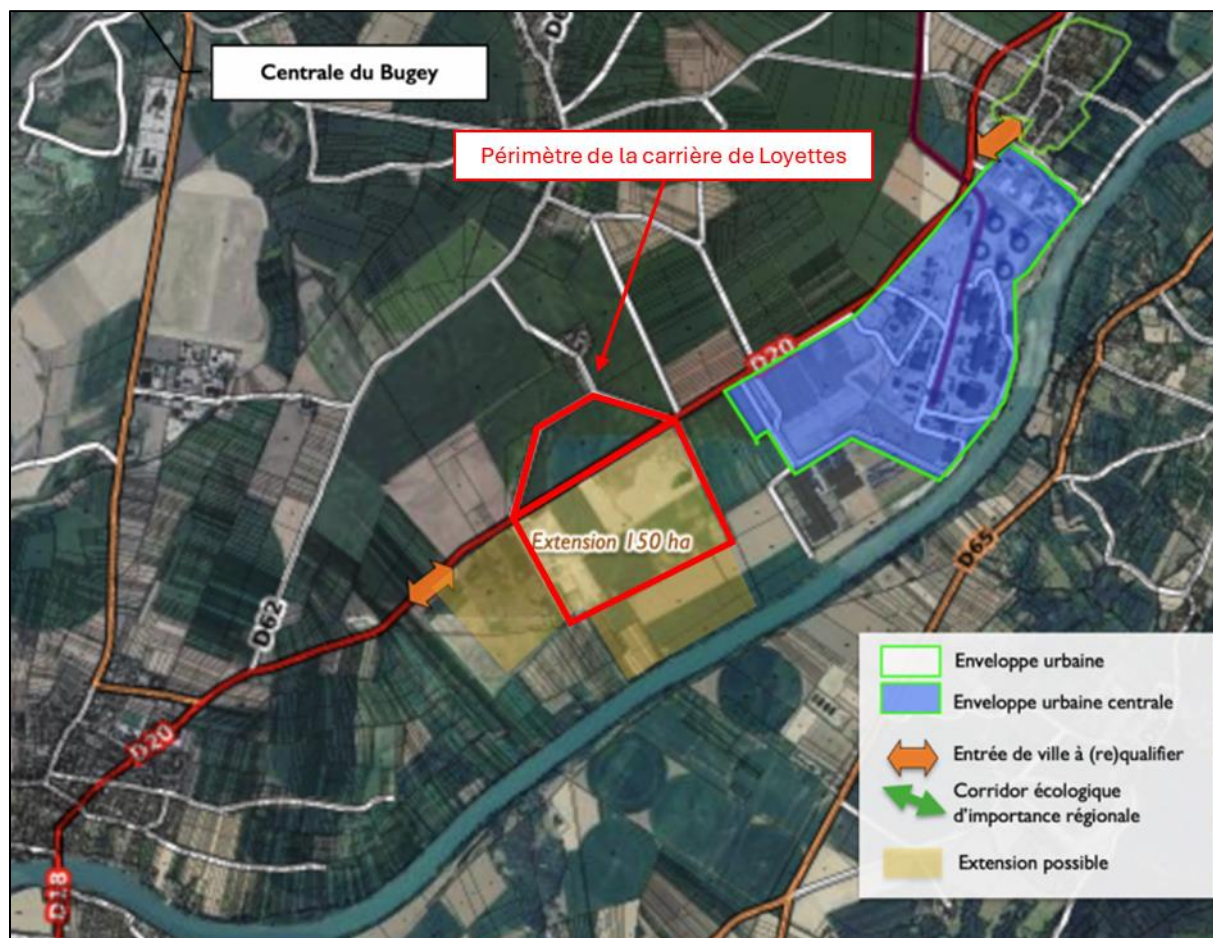 Centrale du Bugey
Périmètre de la carrière de Loyettes
D20
Extension 150 ha
D65
D62
D20
D18
Enveloppe urbaine
Enveloppe urbaine centrale
Entrée de ville à (re)qualifier
Corridor écologique
d'importance régionale
Extension possible